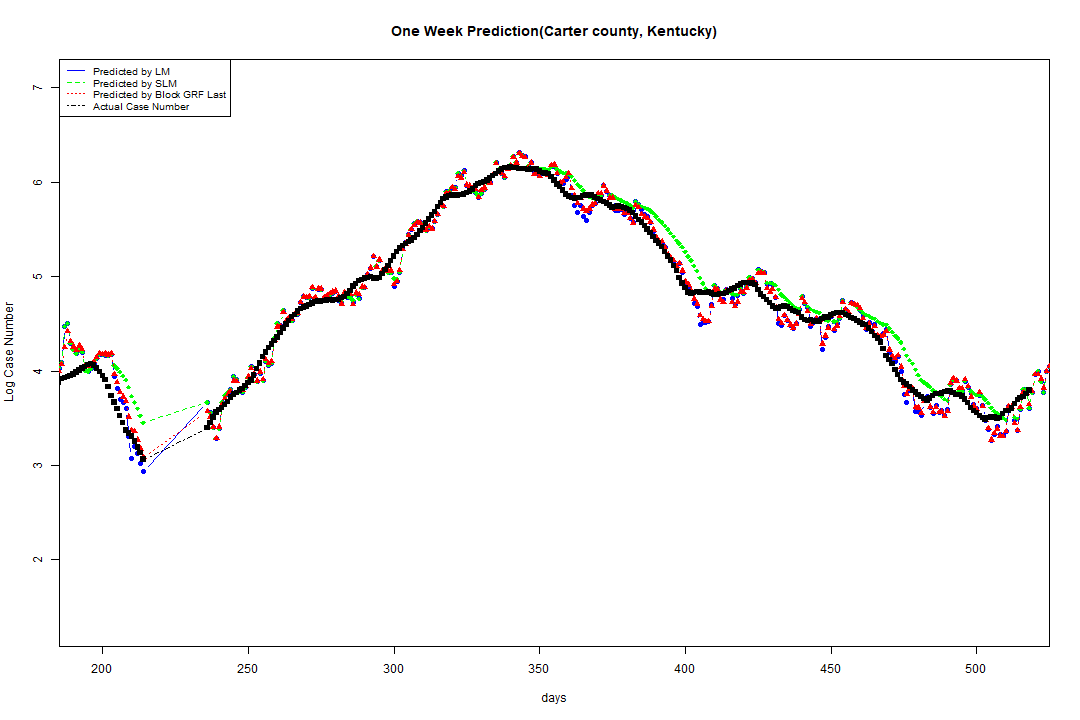 One Week Prediction(Carter county, Kentucky)
Predicted by LM
Predicted by SLM
Predicted by Block GRF Last
Actual Case Number
7
6
5
4
3
2
Log Case Number
200 250 300 350 400 450 500
days